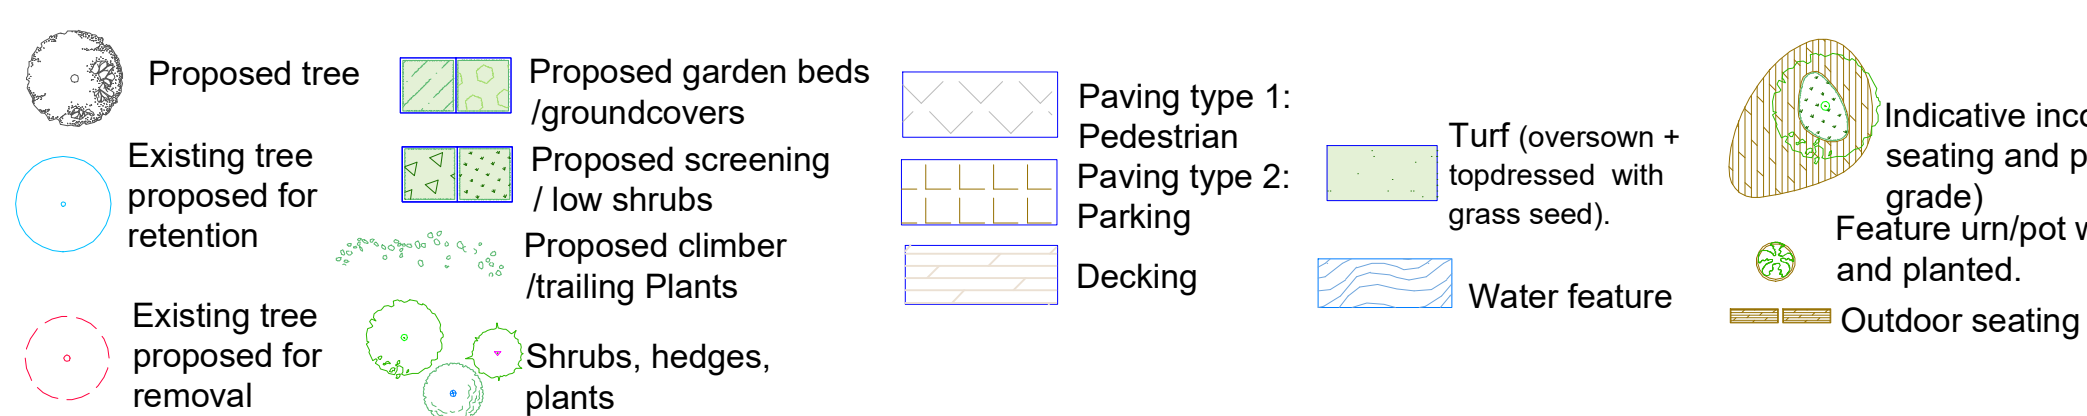 Proposed tree
Existing tree
proposed for
retention
Existing tree
proposed for
removal
Proposed garden beds
/groundcovers
Proposed screening
/ low shrubs
Proposed climber
/trailing Plants
Shrubs, hedges,
plants
Paving type 1:
Pedestrian
Paving type 2:
Parking
Decking
Turf (oversown +
topdressed with
grass seed).
Water feature
Indicative
seating and
grade)
Feature urn/pot
and planted.
Outdoor seating